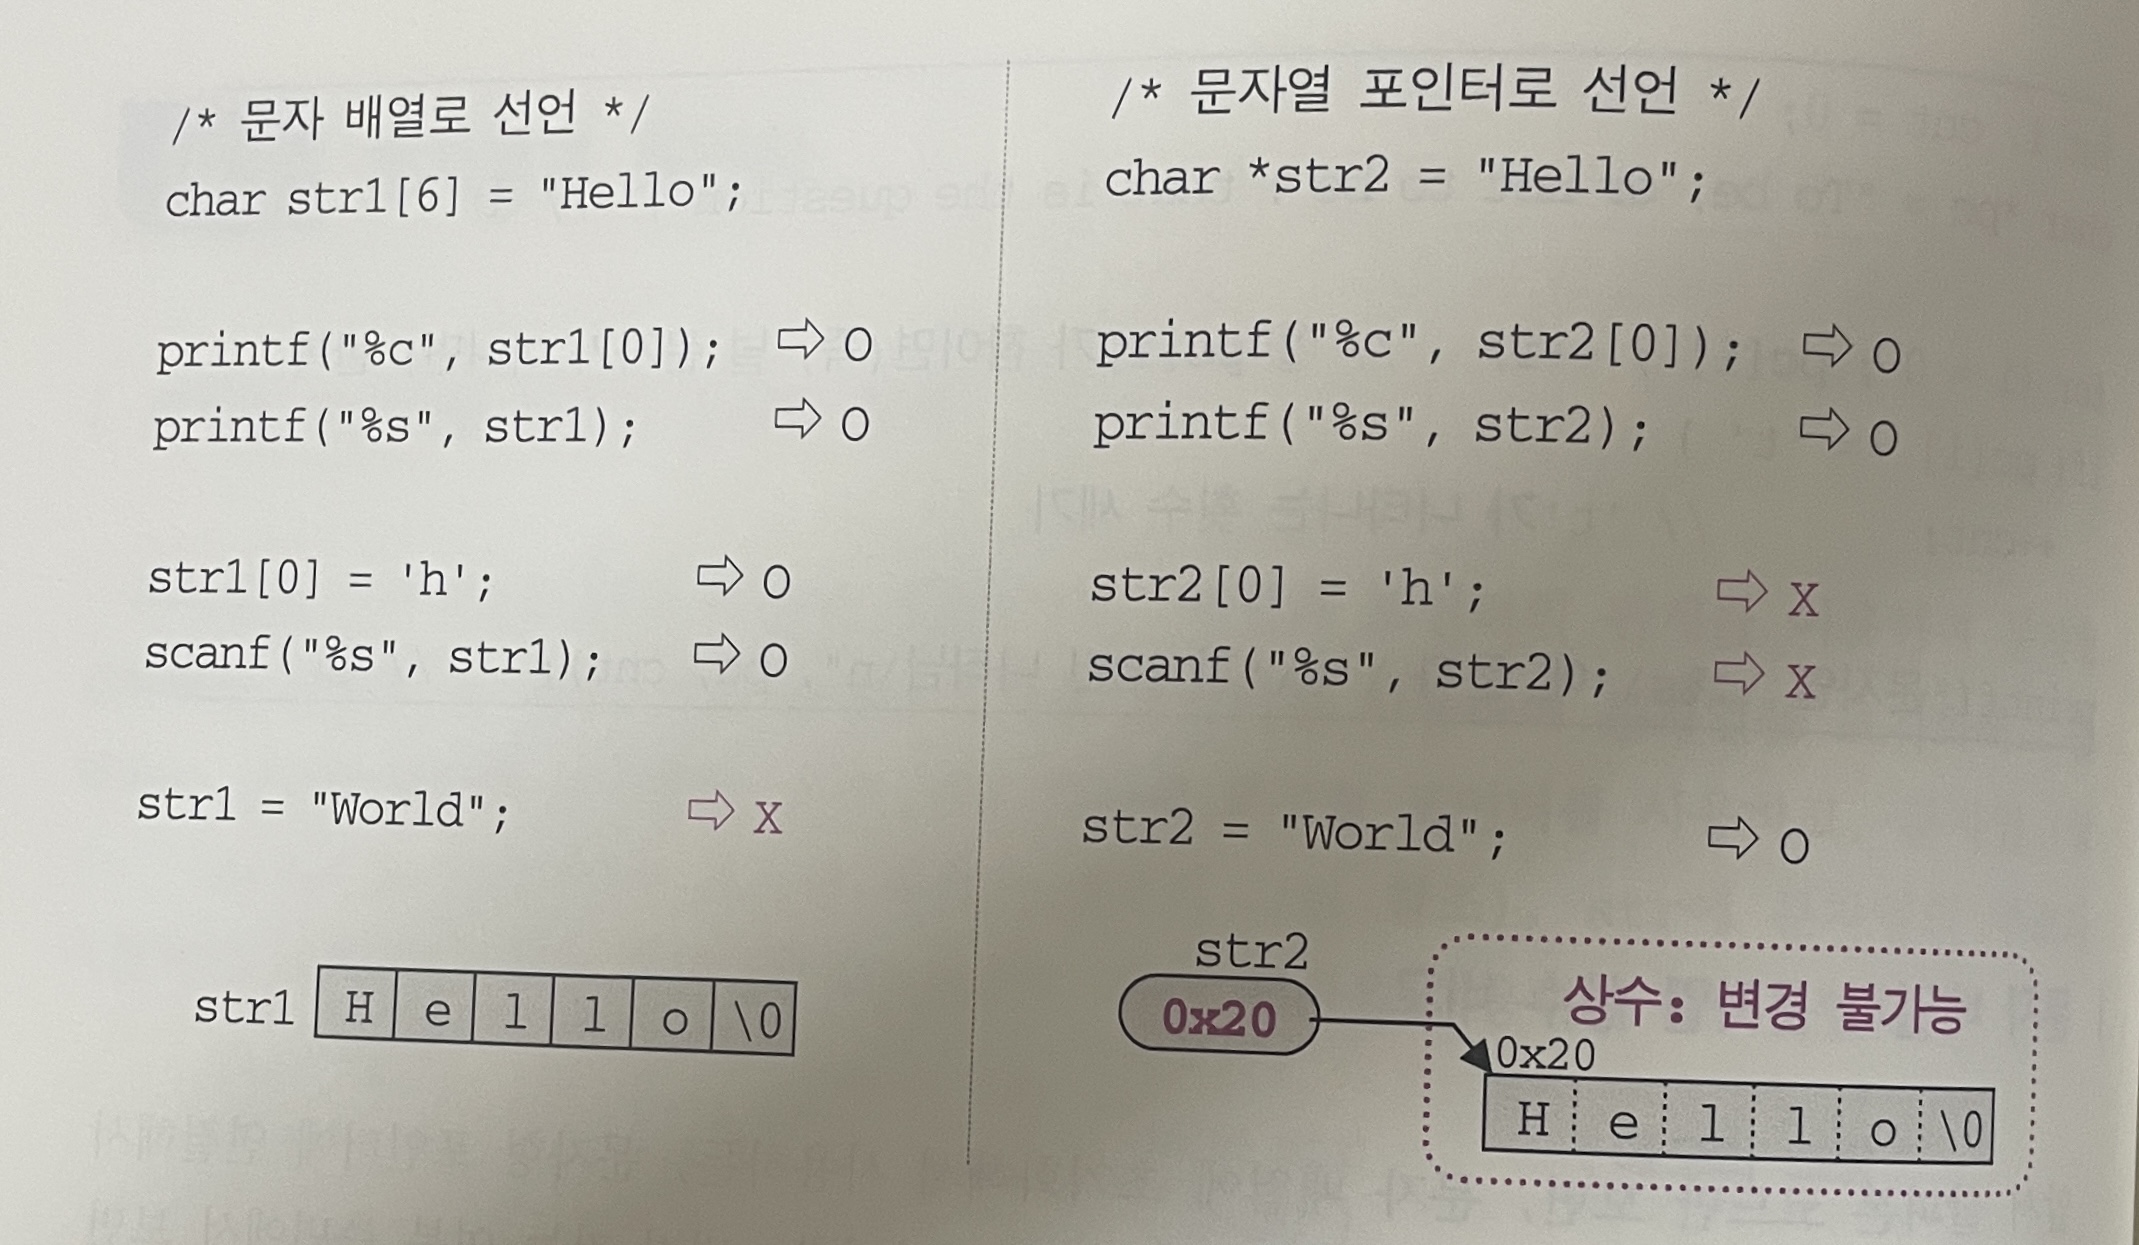 /* 문자 배열로 선언 */
char str1[6] = "Hello";
printf("%c", str1[0]); ⇨ O
printf("%s", str1); ⇨ O
str1[0] = 'h'; ⇨ O
scanf("%s", str1); ⇨ O
str1 = "World"; ⇨ X
str1 H e l l o \0
/* 문자열 포인터로 선언 */
char *str2 = "Hello";
printf("%c", str2[0]); ⇨ O
printf("%s", str2); ⇨ O
str2[0] = 'h'; ⇨ X
scanf("%s", str2); ⇨ X
str2 = "World"; ⇨ O
str2
0x20
상수: 변경 불가능
0x20
H e l l o \0